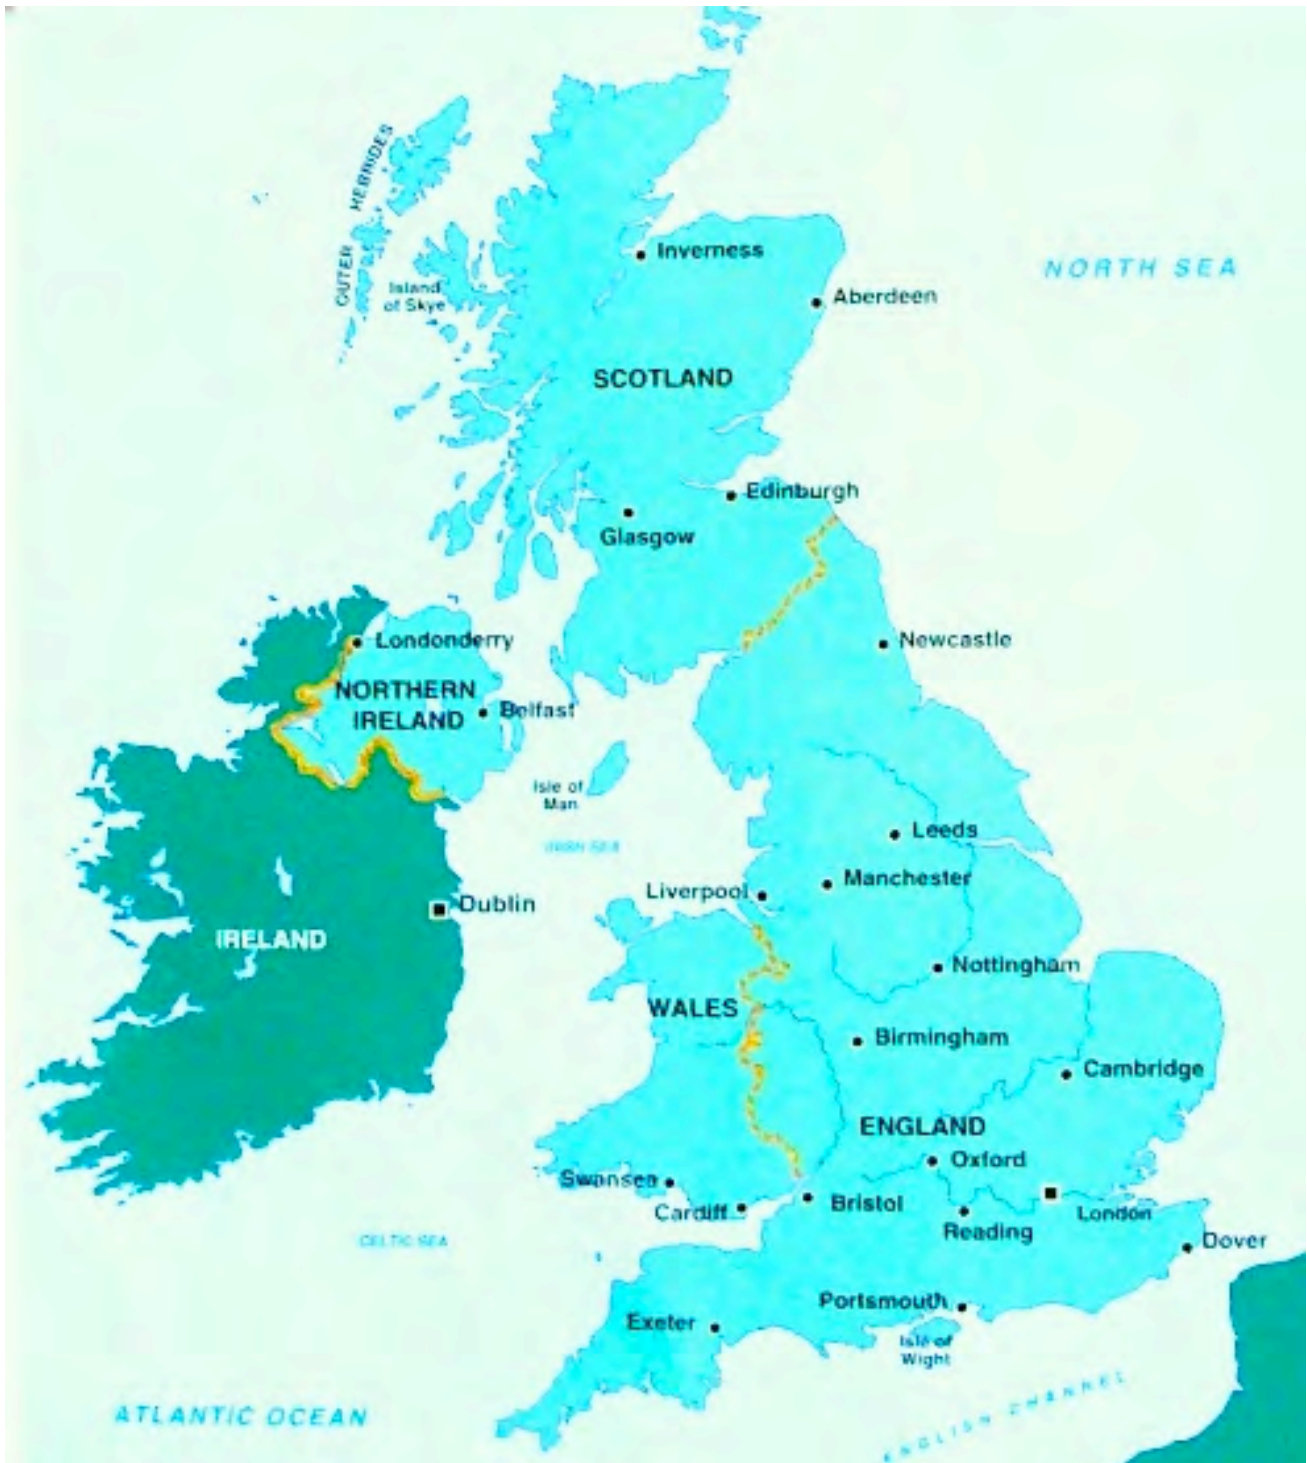 OUTER HEBRIDES
Inverness
NORTH SEA
Island
of Skye
Aberdeen
SCOTLAND
Edinburgh
Glasgow
Londonderry
Newcastle
NORTHERN
IRELAND
Belfast
Isle of
Man
Leeds
IRISH SEA
Manchester
Liverpool
Dublin
IRELAND
Nottingham
WALES
Birmingham
Cambridge
ENGLAND
Oxford
Swansea
Bristol
Cardiff
London
Reading
Dover
CELTIC SEA
Portsmouth
Exeter
Isle of
Wight
ENGLISH CHANNEL
ATLANTIC OCEAN